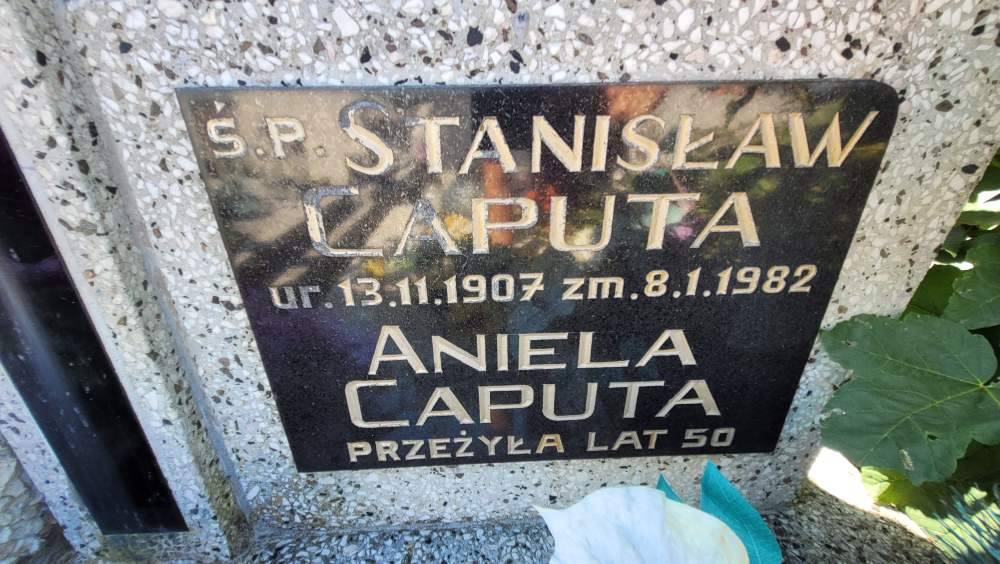 Ś.P. STANISŁAW
CAPUTA
ur. 13.11.1907 zm. 8.1.1982
ANIELA
CAPUTA
PRZEŻYŁA LAT 50